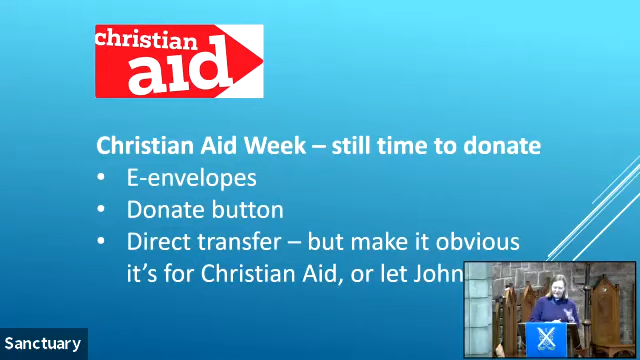 christian
aid
Christian Aid Week – still time to donate
• E-envelopes
• Donate button
• Direct transfer – but make it obvious
it's for Christian Aid, or let John
Sanctuary